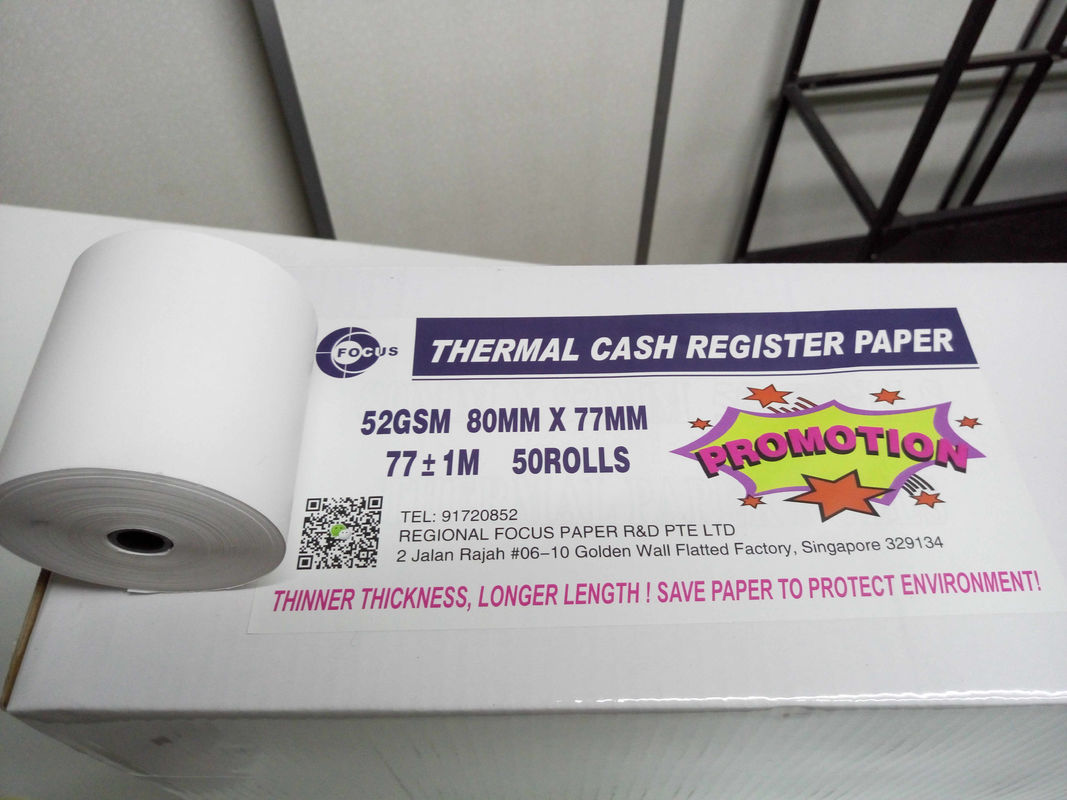 FOCUS
THERMAL CASH REGISTER PAPER
52GSM 80MM X 77MM
77±1M 50ROLLS
PROMOTION
TEL: 91720852
REGIONAL FOCUS PAPER R&D PTE LTD
2 Jalan Rajah #06-10 Golden Wall Flatted Factory, Singapore 329134
THINNER THICKNESS, LONGER LENGTH ! SAVE PAPER TO PROTECT ENVIRONMENT!